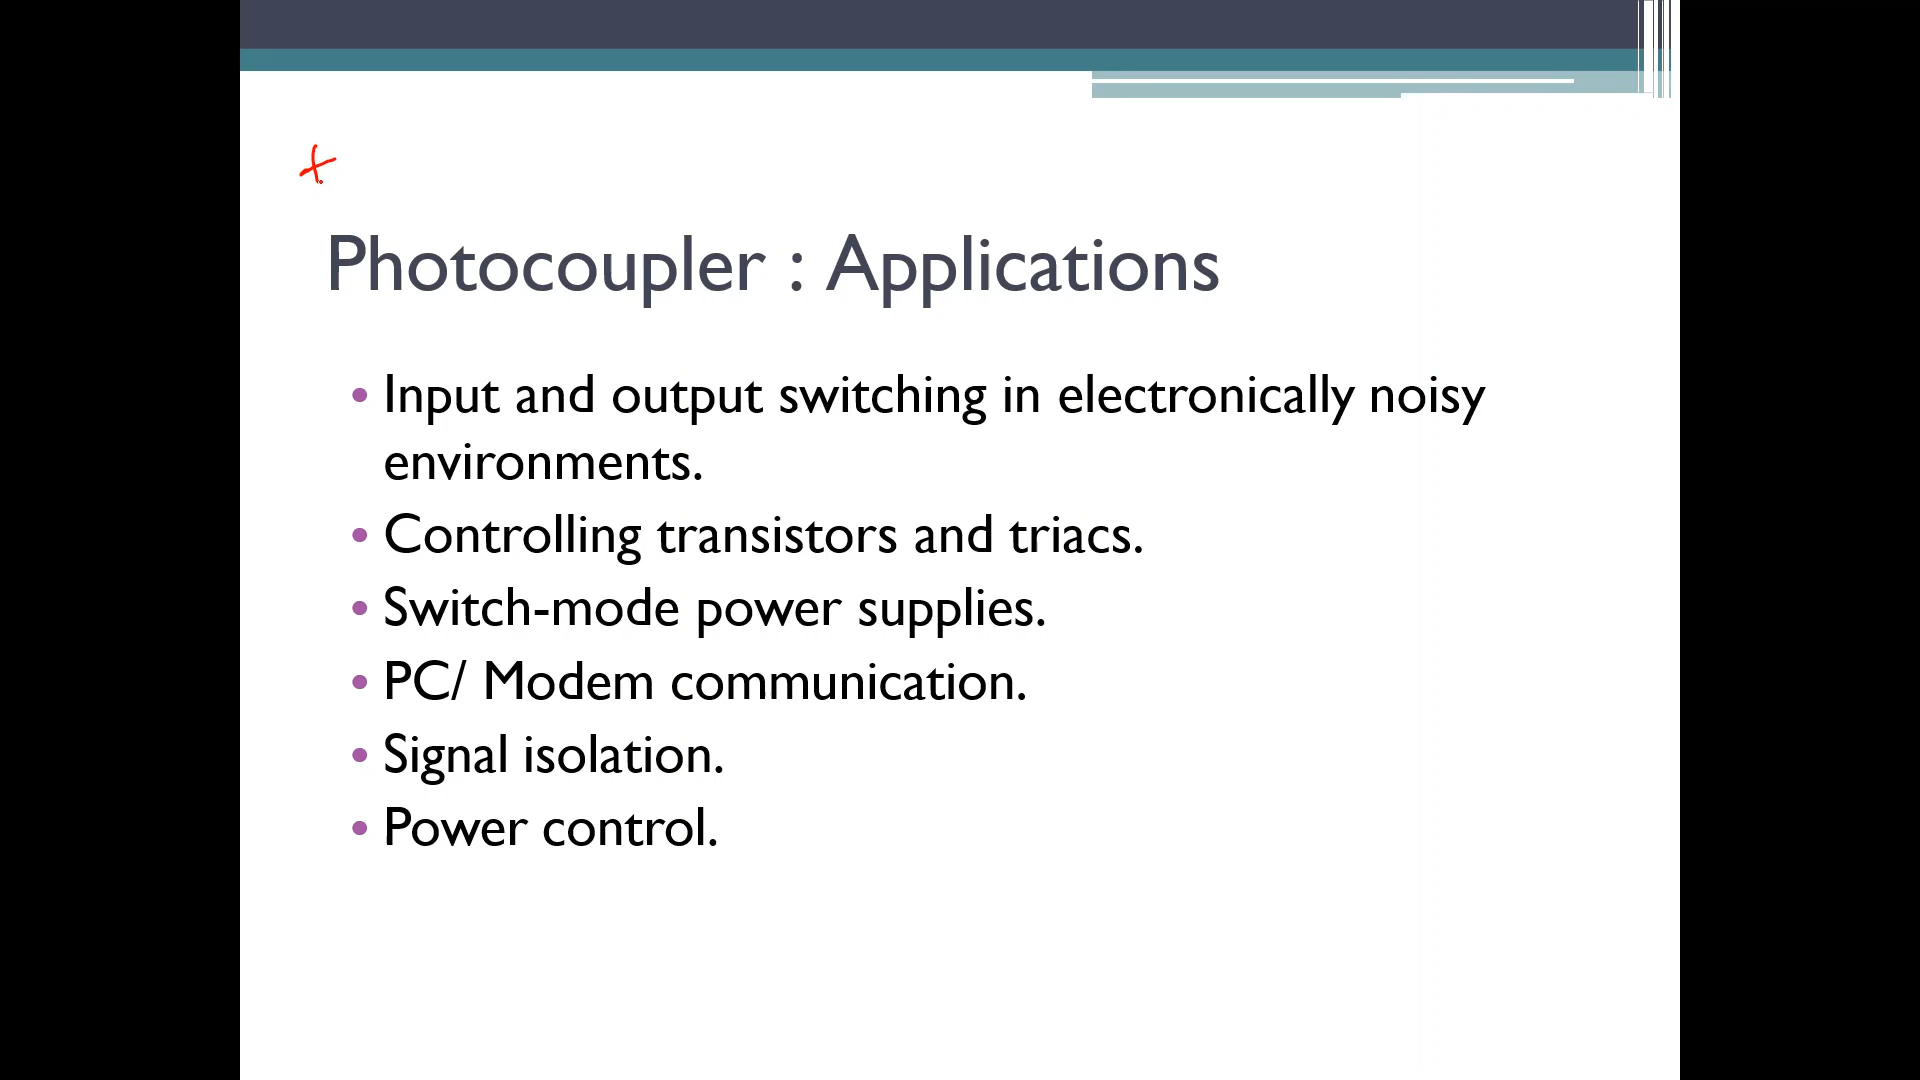 Photocoupler : Applications
• Input and output switching in electronically noisy
environments.
• Controlling transistors and triacs.
• Switch-mode power supplies.
• PC/ Modem communication.
• Signal isolation.
• Power control.